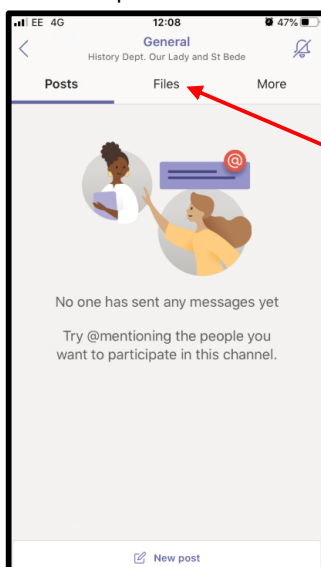 EE 4G 12:08 47%
General
History Dept. Our Lady and St Bede
Posts Files More
@
No one has sent any messages yet
Try @mentioning the people you
want to participate in this channel.
New post